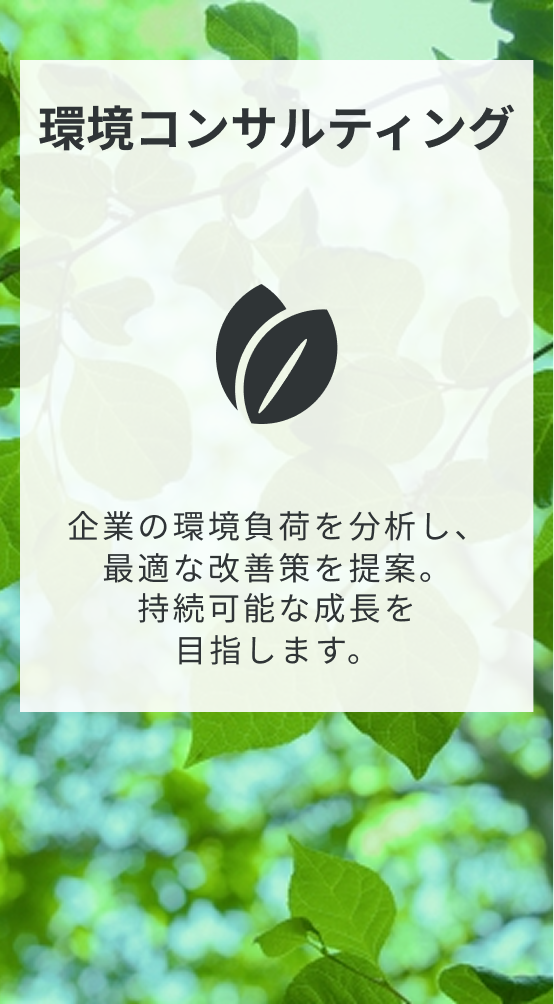 環境コンサルティング
企業の環境負荷を分析し、
最適な改善策を提案。
持続可能な成長を
目指します。